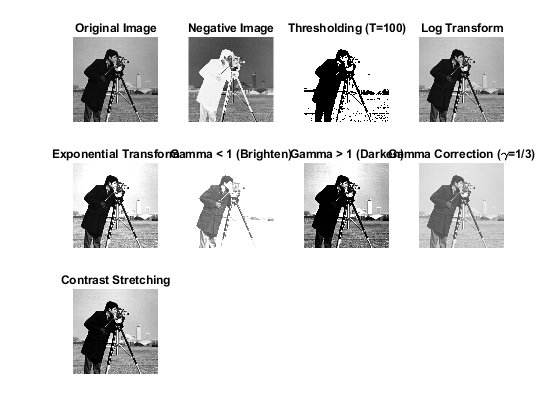 Original Image
Negative Image
Thresholding (T=100)
Log Transform
Exponential Transform
Gamma < 1 (Brighten)
Gamma > 1 (Darken)
Gamma Correction (γ=1/3)
Contrast Stretching